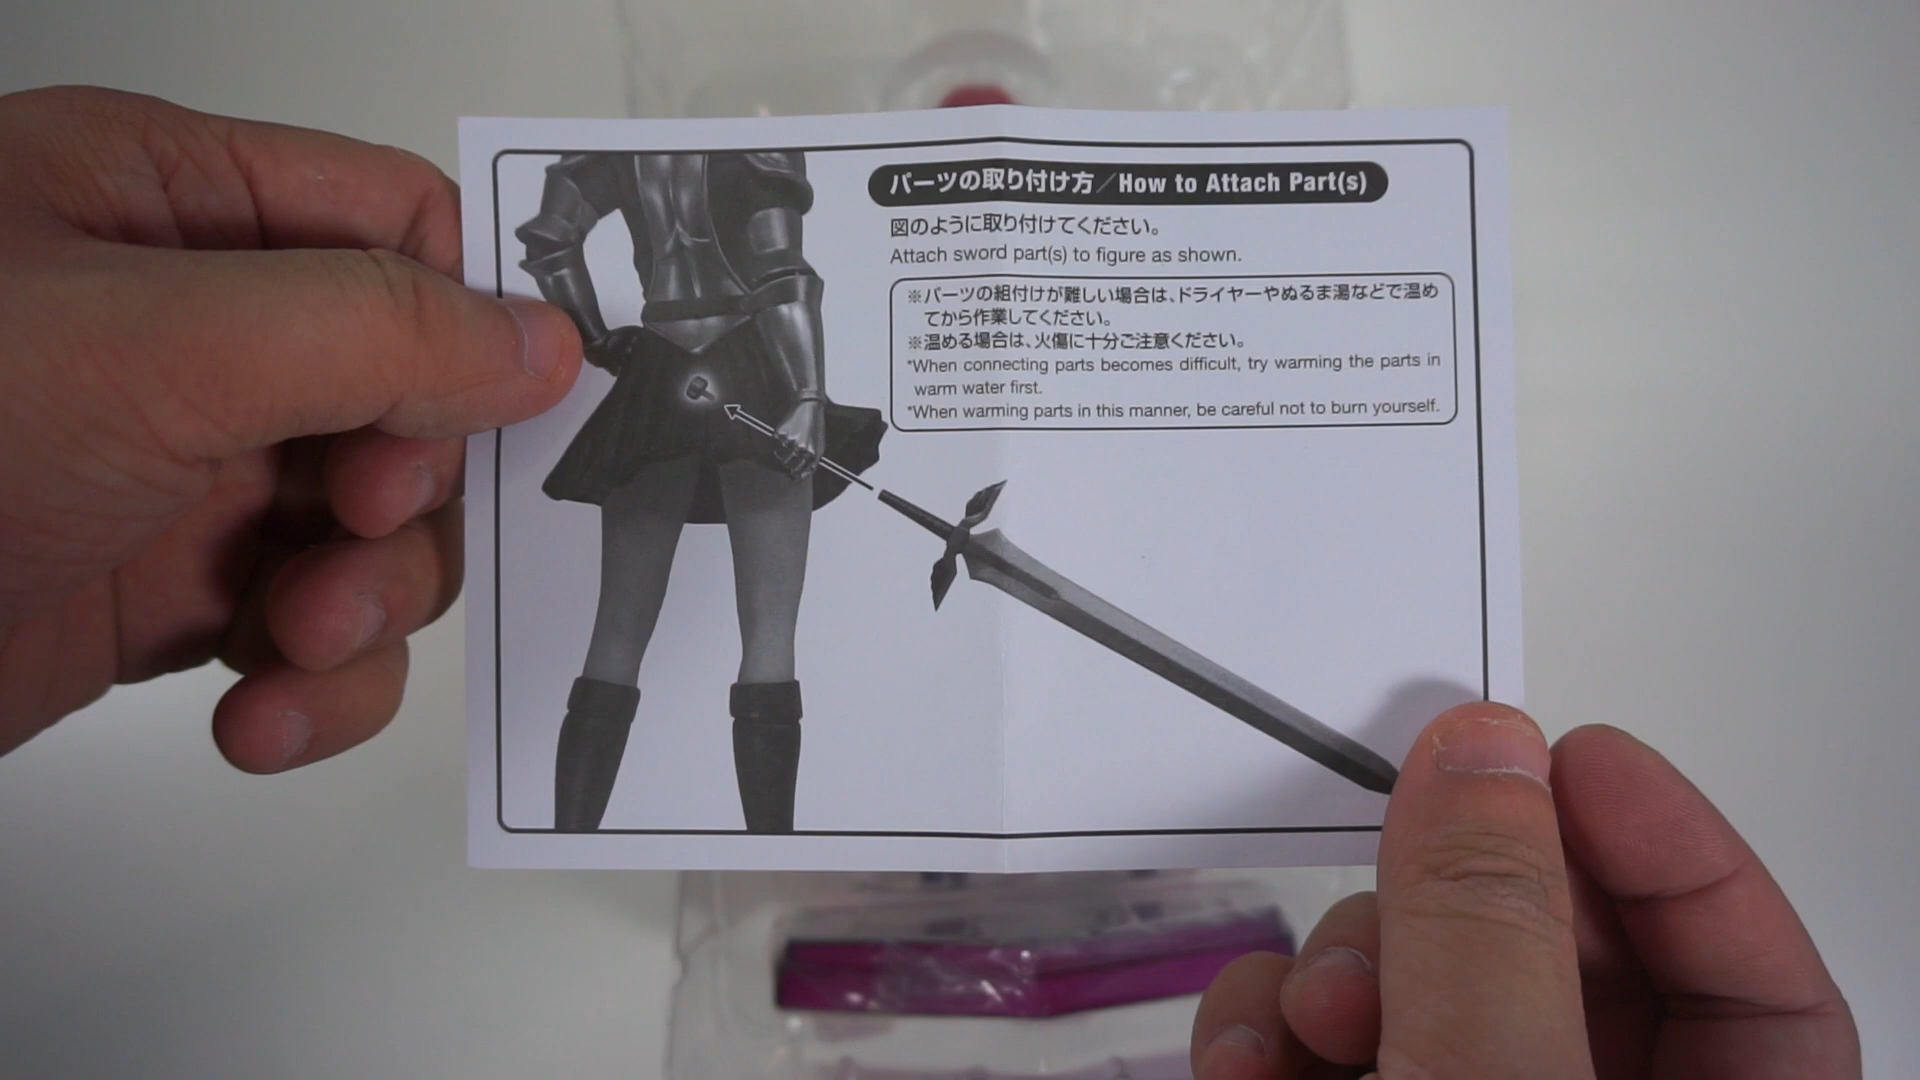 パーツの取り付け方／How to Attach Part(s)
図のように取り付けてください。
Attach sword part(s) to figure as shown.
※パーツの組付けが難しい場合は、ドライヤーやぬるま湯などで温め
てから作業してください。
※温める場合は、火傷に十分ご注意ください。
*When connecting parts becomes difficult, try warming the parts in
warm water first.
*When warming parts in this manner, be careful not to burn yourself.